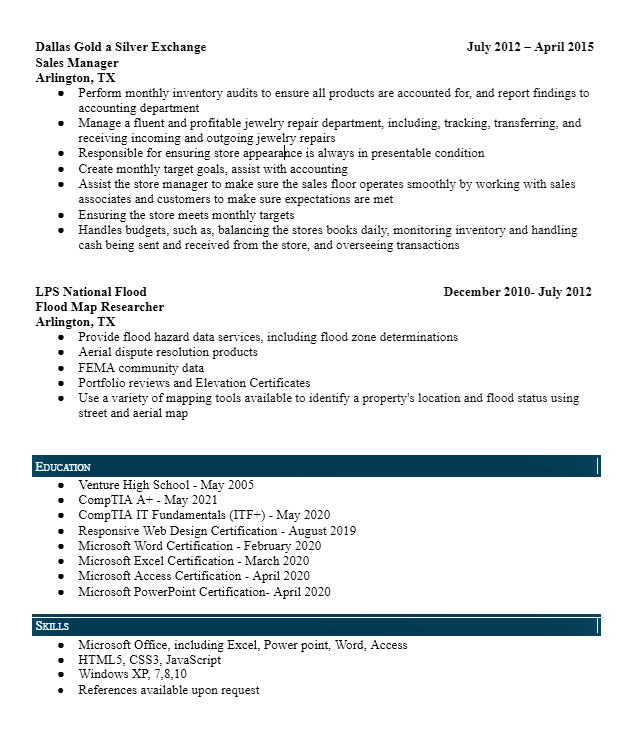 Dallas Gold a Silver Exchange July 2012 – April 2015
Sales Manager
Arlington, TX
● Perform monthly inventory audits to ensure all products are accounted for, and report findings to
accounting department
● Manage a fluent and profitable jewelry repair department, including, tracking, transferring, and
receiving incoming and outgoing jewelry repairs
● Responsible for ensuring store appearance is always in presentable condition
● Create monthly target goals, assist with accounting
● Assist the store manager to make sure the sales floor operates smoothly by working with sales
associates and customers to make sure expectations are met
● Ensuring the store meets monthly targets
● Handles budgets, such as, balancing the stores books daily, monitoring inventory and handling
cash being sent and received from the store, and overseeing transactions
LPS National Flood December 2010- July 2012
Flood Map Researcher
Arlington, TX
● Provide flood hazard data services, including flood zone determinations
● Aerial dispute resolution products
● FEMA community data
● Portfolio reviews and Elevation Certificates
● Use a variety of mapping tools available to identify a property's location and flood status using
street and aerial map
Education
● Venture High School - May 2005
● CompTIA A+ - May 2021
● CompTIA IT Fundamentals (ITF+) - May 2020
● Responsive Web Design Certification - August 2019
● Microsoft Word Certification - February 2020
● Microsoft Excel Certification - March 2020
● Microsoft Access Certification - April 2020
● Microsoft PowerPoint Certification- April 2020
Skills
● Microsoft Office, including Excel, Power point, Word, Access
● HTML5, CSS3, JavaScript
● Windows XP, 7,8,10
● References available upon request